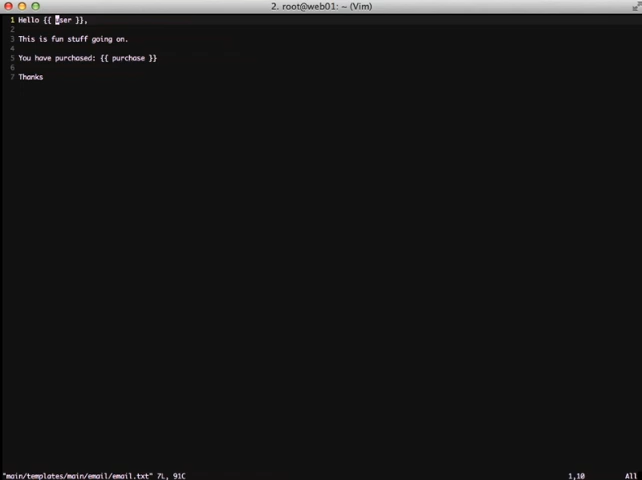 2. root@web01: ~ (Vim)
1 Hello {{ user }},
2
3 This is fun stuff going on.
4
5 You have purchased: {{ purchase }}
6
7 Thanks
"main/templates/main/email/email.txt" 7L, 91C 1,10 All